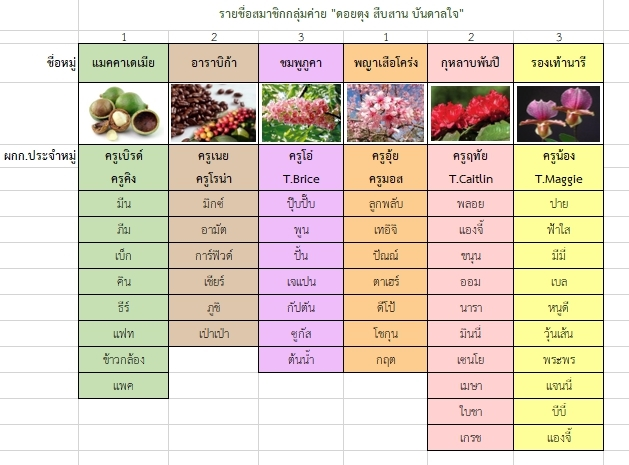 รายชื่อสมาชิกกลุ่มค่าย "ดอยตุง สืบสาน บันดาลใจ"
1 2 3 1 2 3
ชื่อหมู่ แมคคาเดเมีย อาราบิก้า ชมพูภูคา พญาเสือโคร่ง กุหลาบพันปี รองเท้านารี
ผกก.ประจำหมู่ ครูเบิรด์ ครูเนย ครูโอ๋ ครูอุ้ย ครูฤทัย ครูน้อง
ครูคิง ครูโรน่า T.Brice ครูมอส T.Caitlin T.Maggie
มีน มิกซ์ ปุ๊บปั๊บ ลูกพลับ พลอย ปาย
ภีม อามัต พูน เทอิจิ แองจี้ ฟ้าใส
เบ็ก การ์ฟิวด์ ปั้น ปัณณ์ ขนุน มีมี่
คิน เชียร์ เจแปน ตาเฮร์ ออม เบล
ธีร์ ภูชิ กัปตัน ดีโป้ นารา หนูดี
แฟท เป่าเป่า ซูกัส โชกุน มินนี่ วุ้นเส้น
ข้าวกล้อง ต้นน้ำ กฤต เซนโย พระพร
แพค เมษา แจนนี่
ใบชา บีบี๋
เกรซ แองจี้